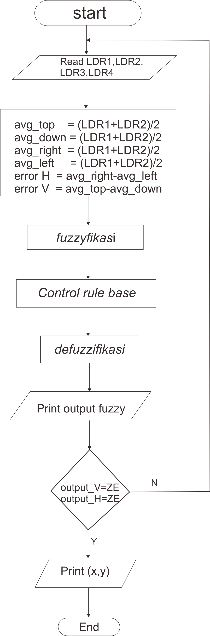 start
Read LDR1,LDR2.
LDR3.LDR4
avg_top = (LDR1+LDR2)/2
avg_down = (LDR1+LDR2)/2
avg_right = (LDR1+LDR2)/2
avg_left = (LDR1+LDR2)/2
error H = avg_right-avg_left
error V = avg_top-avg_down
fuzzyfikasi
Control rule base
defuzzifikasi
Print output fuzzy
output_V=ZE
output_H=ZE
N
Y
Print (x,y)
End